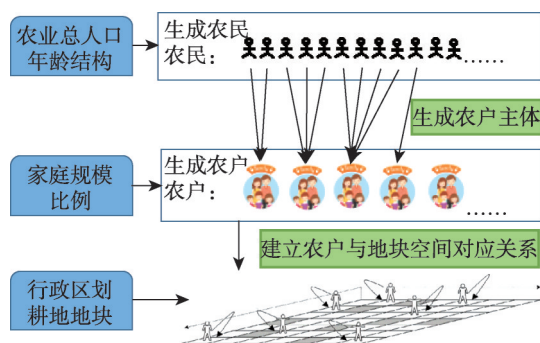 农业总人口
年龄结构
生成农民
农民：
……
生成农户主体
家庭规模
比例
生成农户
农户：
……
建立农户与地块空间对应关系
行政区划
耕地地块